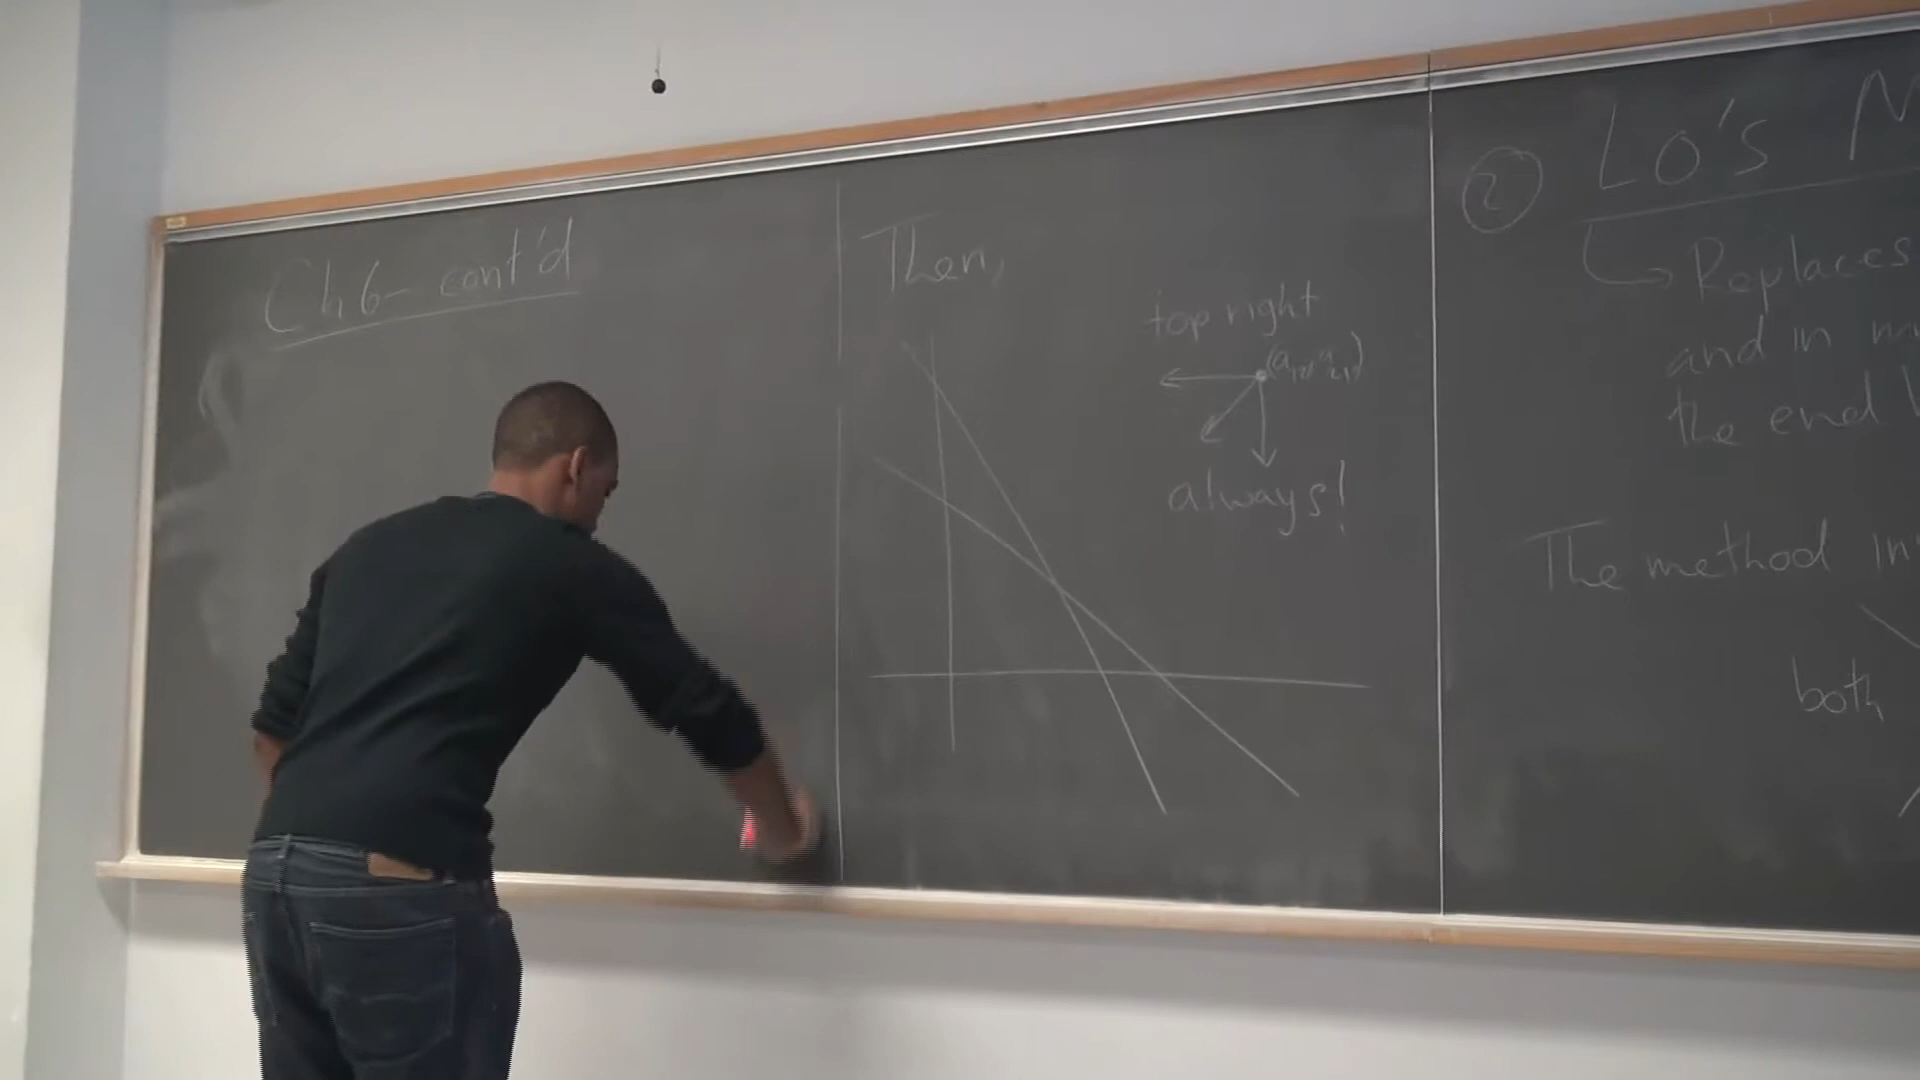 Ch 6 - cont'd
Then,
top right
(a₁₂, a₂₁)
always!
② Lo's
Replaces
and in
the end
The method
both